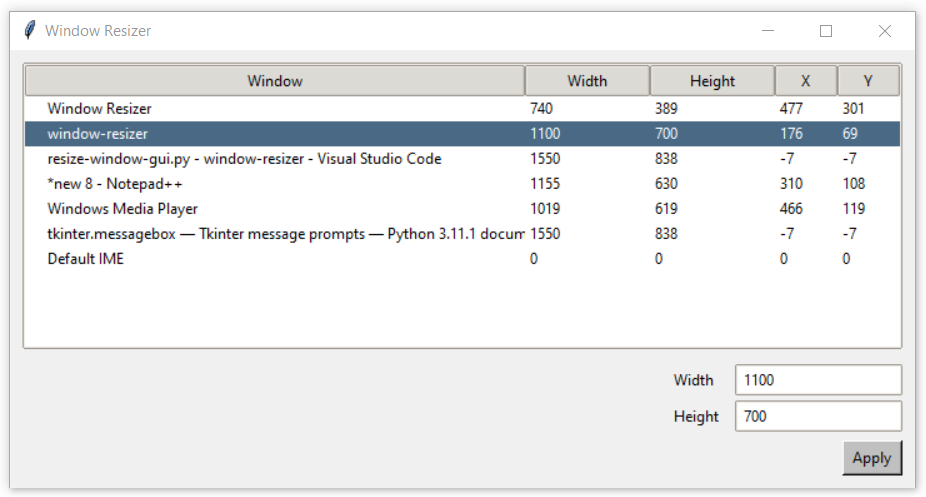 Window Resizer
Window Width Height X Y
Window Resizer 740 389 477 301
window-resizer 1100 700 176 69
resize-window-gui.py - window-resizer - Visual Studio Code 1550 838 -7 -7
*new 8 - Notepad++ 1155 630 310 108
Windows Media Player 1019 619 466 119
tkinter.messagebox — Tkinter message prompts — Python 3.11.1 docum 1550 838 -7 -7
Default IME 0 0 0 0
Width 1100
Height 700
Apply